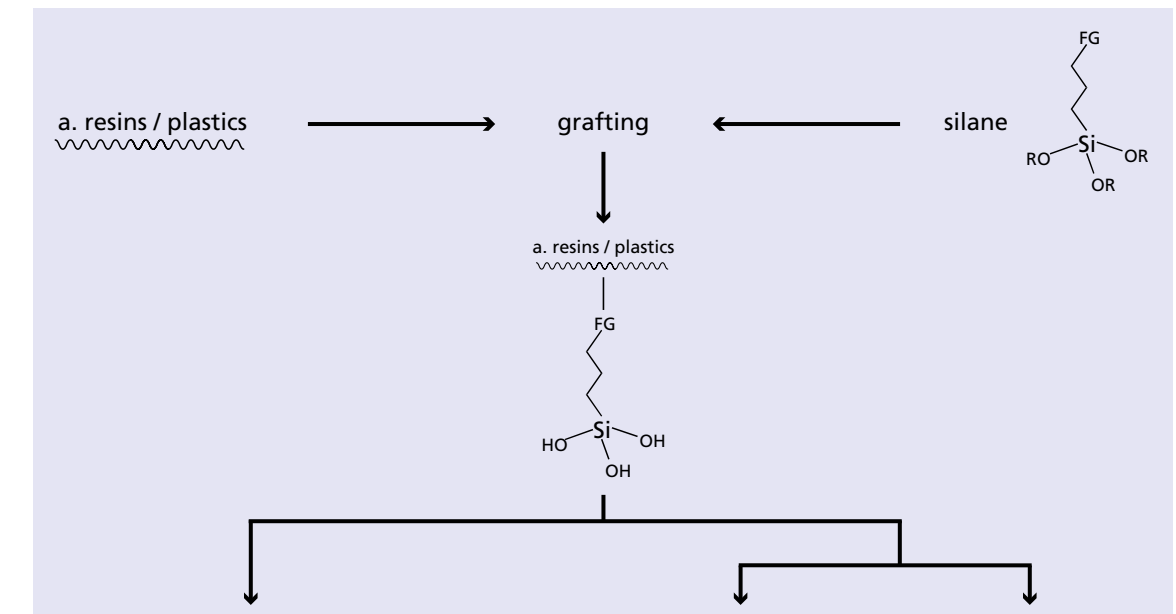 FG
a. resins / plastics
grafting
silane
Si
RO
OR
OR
a. resins / plastics
FG
Si
HO
OH
OH